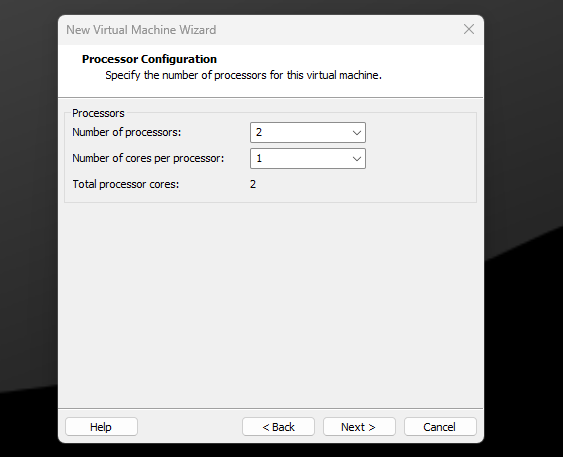 New Virtual Machine Wizard
Processor Configuration
Specify the number of processors for this virtual machine.
Processors
Number of processors: 2
Number of cores per processor: 1
Total processor cores: 2
Help < Back Next > Cancel